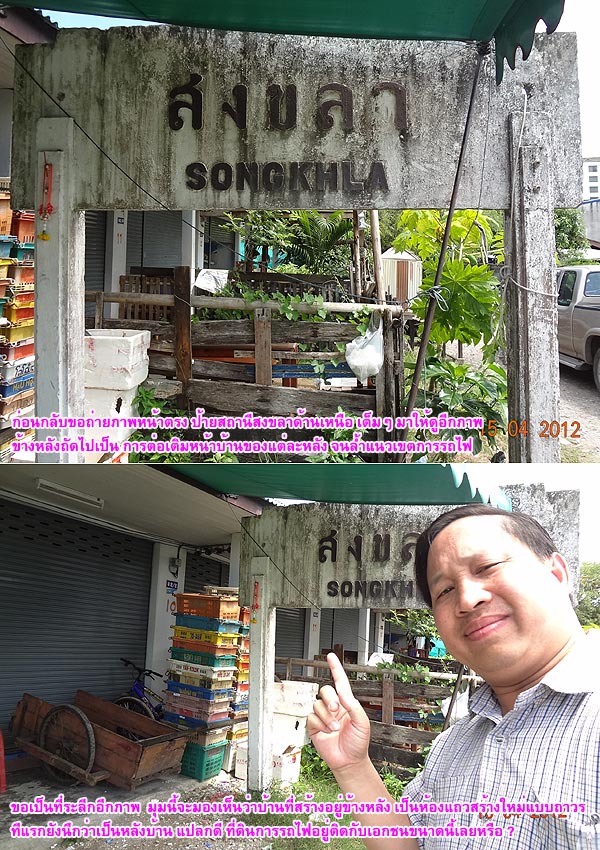 สงขลา
SONGKHLA
ก่อนกลับขอถ่ายภาพหน้าตรง ป้ายสถานีสงขลาด้านเหนือ เต็ม ๆ มาให้ดูอีกภาพ
15 04 2012
ข้างหลังถัดไปเป็น การต่อเติมหน้าบ้านของแต่ละหลัง จนล้ำแนวเขตการรถไฟ
สงขล
SONGKH
ขอเป็นที่ระลึกอีกภาพ มุมนี้จะมองเห็นว่าบ้านที่สร้างอยู่ข้างหลัง เป็นห้องแถวสร้างใหม่แบบถาวร
04 2012
ทีแรกยังนึกว่าเป็นหลังบ้าน แปลกดี ที่ดินการรถไฟอยู่ติดกับเอกชนขนาดนี้เลยหรือ ?